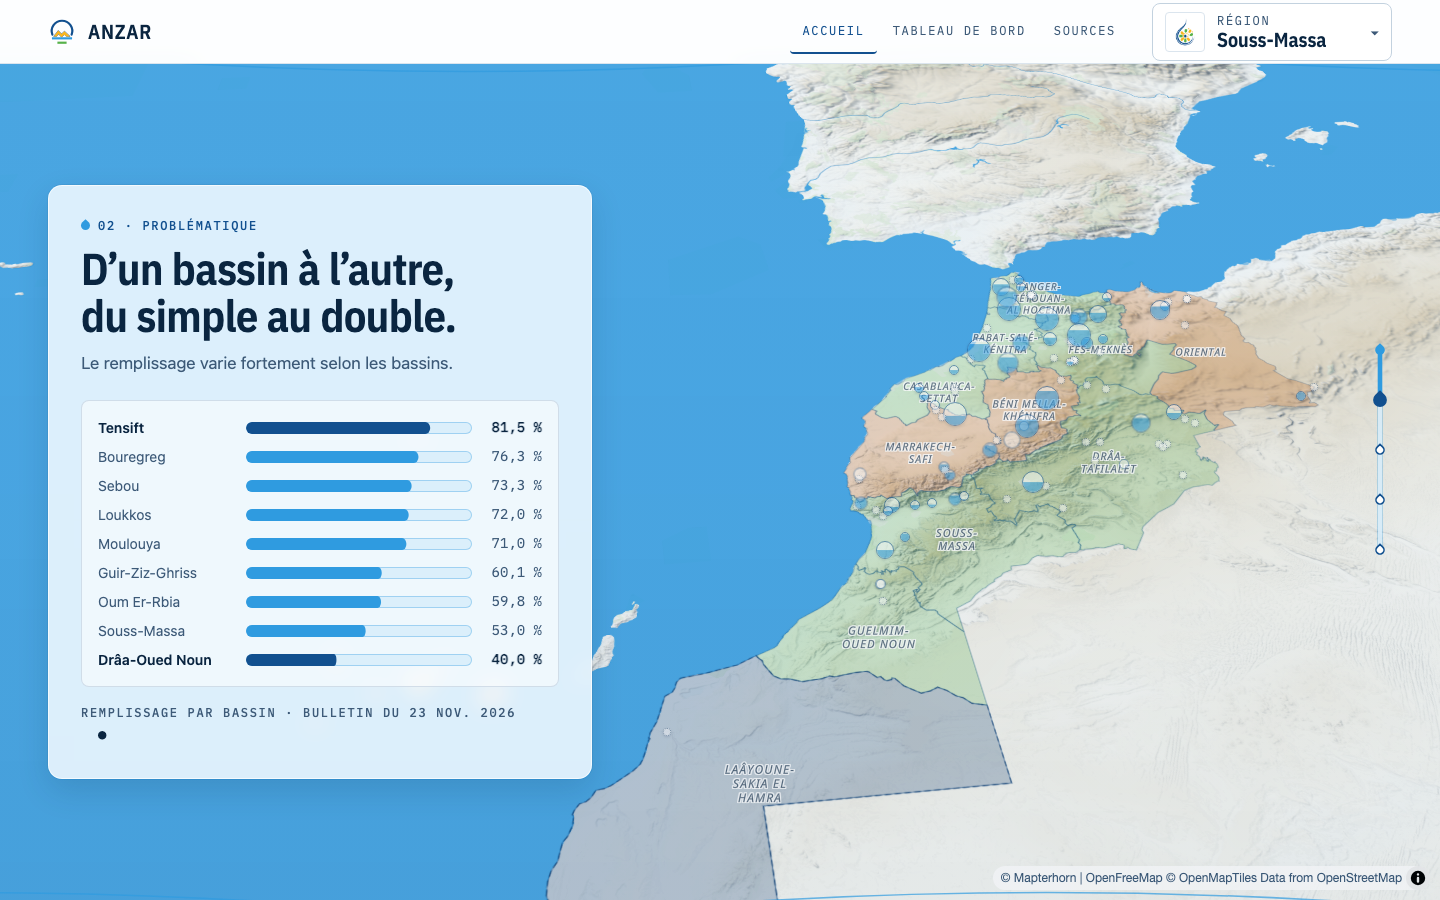 ANZAR
ACCUEIL
TABLEAU DE BORD
SOURCES
RÉGION
Souss-Massa
02 · PROBLÉMATIQUE
D’un bassin à l’autre,
du simple au double.
Le remplissage varie fortement selon les bassins.
Tensift 81,5 %
Bouregreg 76,3 %
Sebou 73,3 %
Loukkos 72,0 %
Moulouya 71,0 %
Guir-Ziz-Ghriss 60,1 %
Oum Er-Rbia 59,8 %
Souss-Massa 53,0 %
Drâa-Oued Noun 40,0 %
REMPLISSAGE PAR BASSIN · BULLETIN DU 23 NOV. 2026
TANGER-
TÉTOUAN-
AL HOCEIMA
RABAT-SALÉ-
KÉNITRA
FÈS-MEKNÈS
ORIENTAL
CASABLANCA-
SETTAT
BÉNI MELLAL-
KHÉNIFRA
MARRAKECH-
SAFI
DRÂA-
TAFILALET
SOUSS-
MASSA
GUELMIM-
OUED NOUN
LAÂYOUNE-
SAKIA EL
HAMRA
© Mapterhorn | OpenFreeMap © OpenMapTiles Data from OpenStreetMap